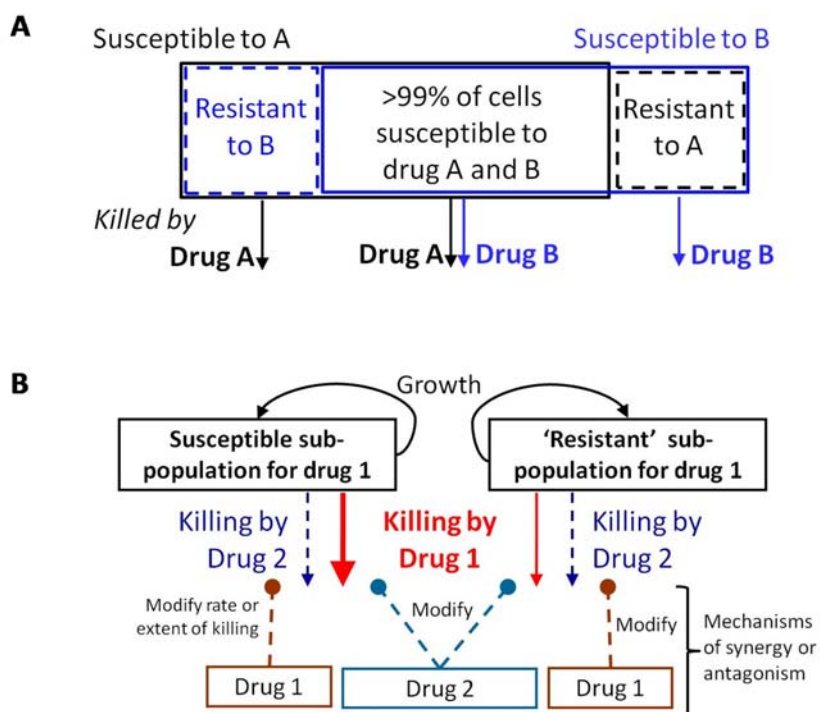 A
Susceptible to A
Susceptible to B
Resistant
to B
>99% of cells
susceptible to
drug A and B
Resistant
to A
Killed by
Drug A
Drug A
Drug B
Drug B
B
Growth
Susceptible sub-
population for drug 1
‘Resistant’ sub-
population for drug 1
Killing by
Drug 2
Killing by
Drug 1
Killing by
Drug 2
Modify rate or
extent of killing
Modify
Modify
Mechanisms
of synergy or
antagonism
Drug 1
Drug 2
Drug 1